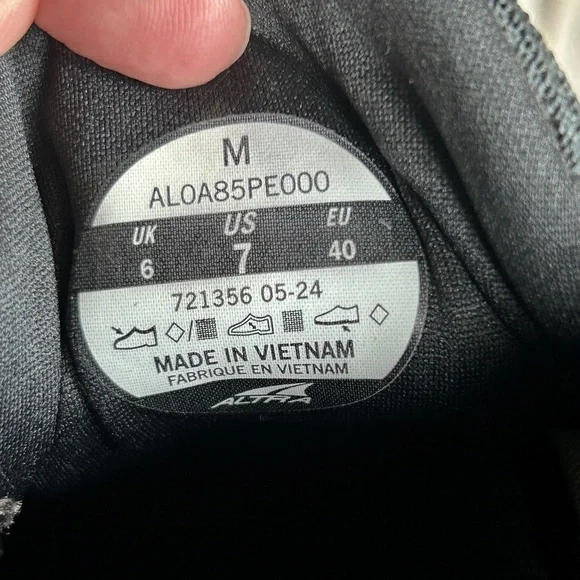 M
AL0A85PE000
UK US EU
6 7 40
721356 05-24
MADE IN VIETNAM
FABRIQUE EN VIETNAM
ALTRA